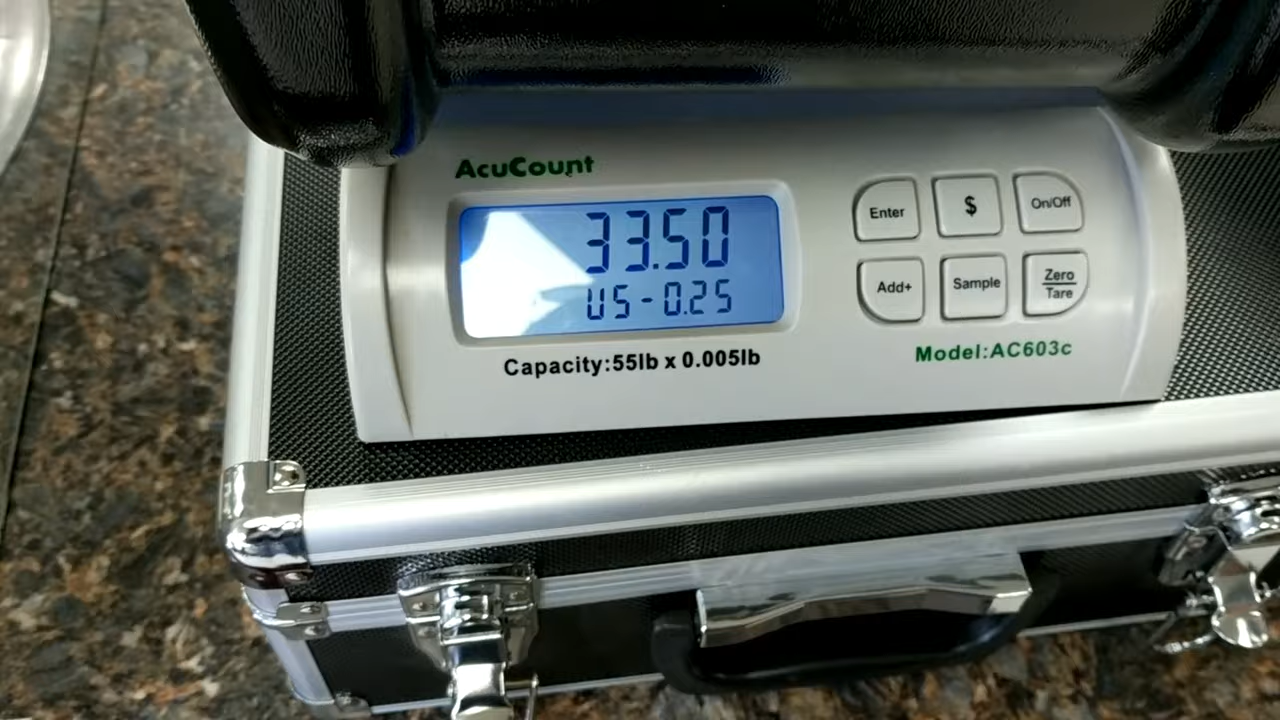 AcuCount
33.50
US-0.25
Capacity:55lb x 0.005lb
Enter
$
On/Off
Add+
Sample
Zero
Tare
Model:AC603c